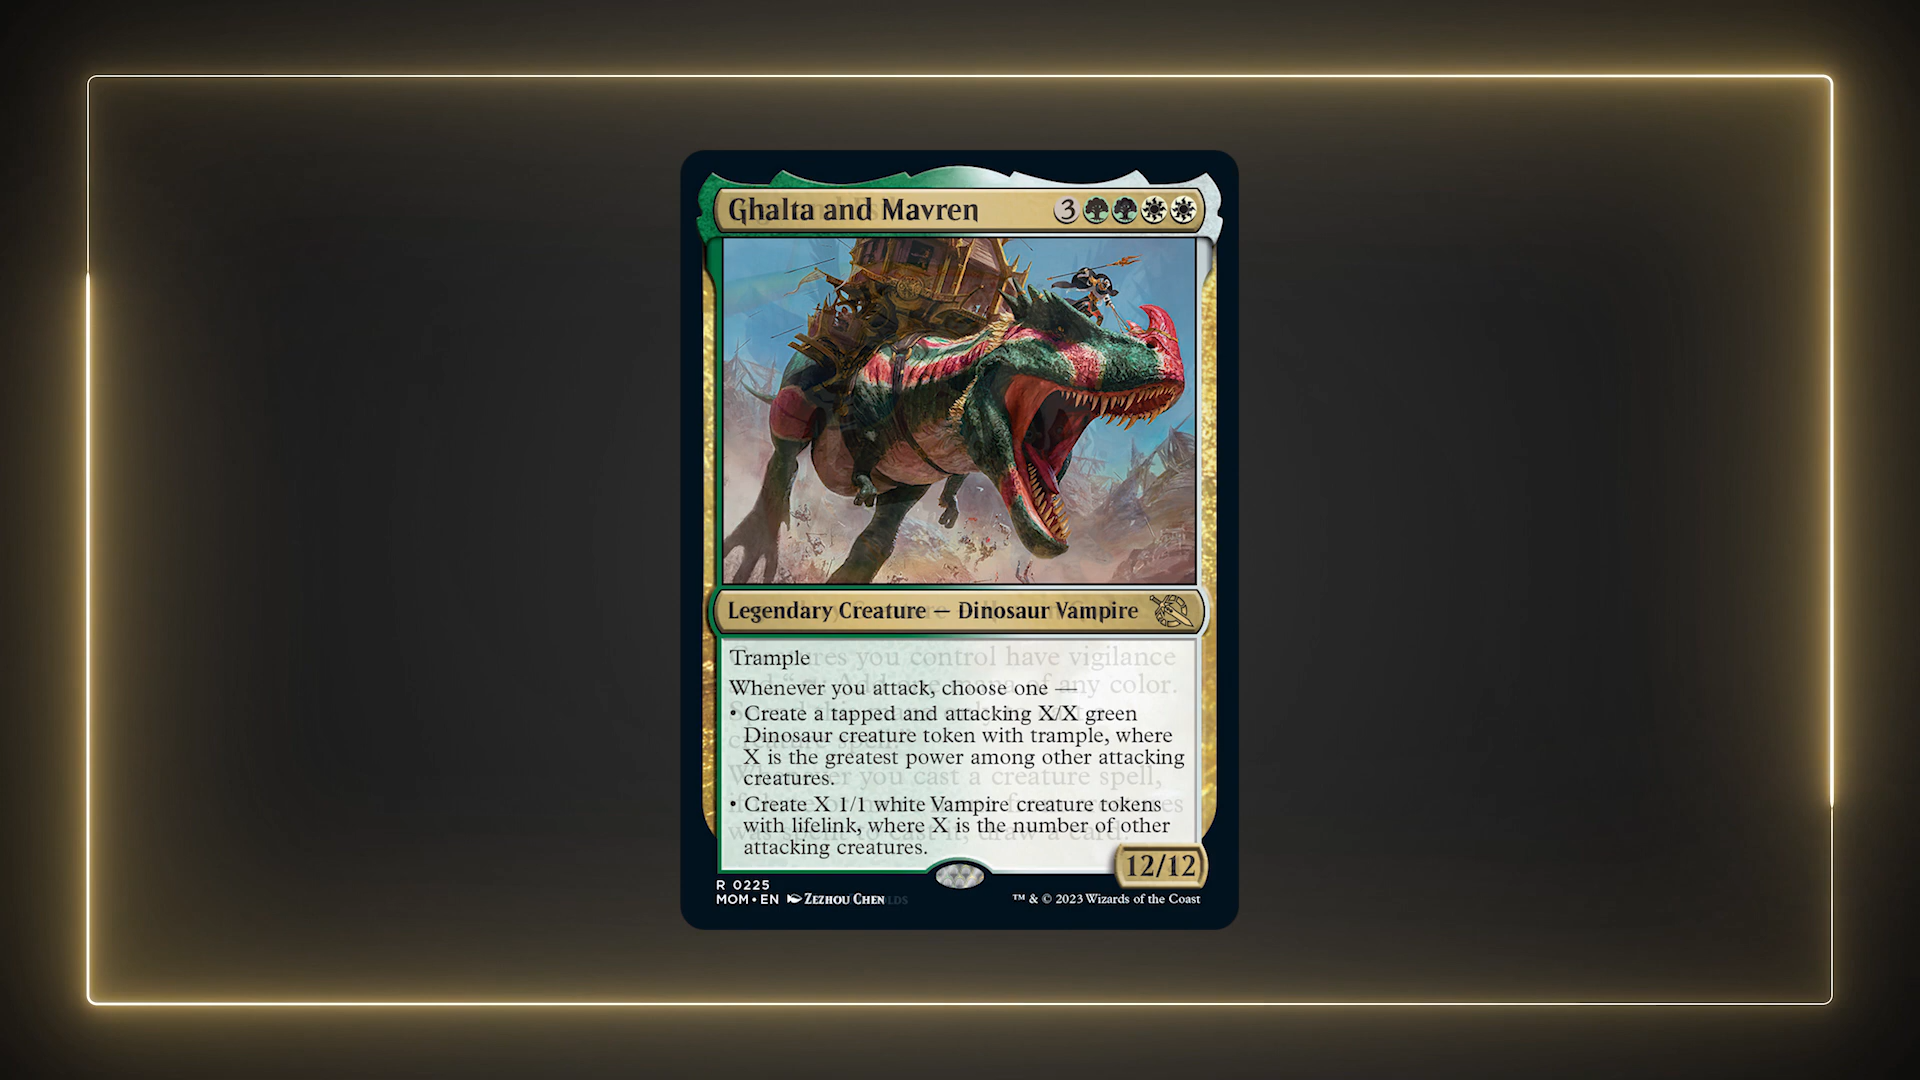 Ghalta and Mavren 3
Legendary Creature — Dinosaur Vampire
Trample
Whenever you attack, choose one —
• Create a tapped and attacking X/X green
Dinosaur creature token with trample, where
X is the greatest power among other attacking
creatures.
• Create X 1/1 white Vampire creature tokens
with lifelink, where X is the number of other
attacking creatures.
12/12
R 0225
MOM • EN Zezhou Chen
™ & © 2023 Wizards of the Coast